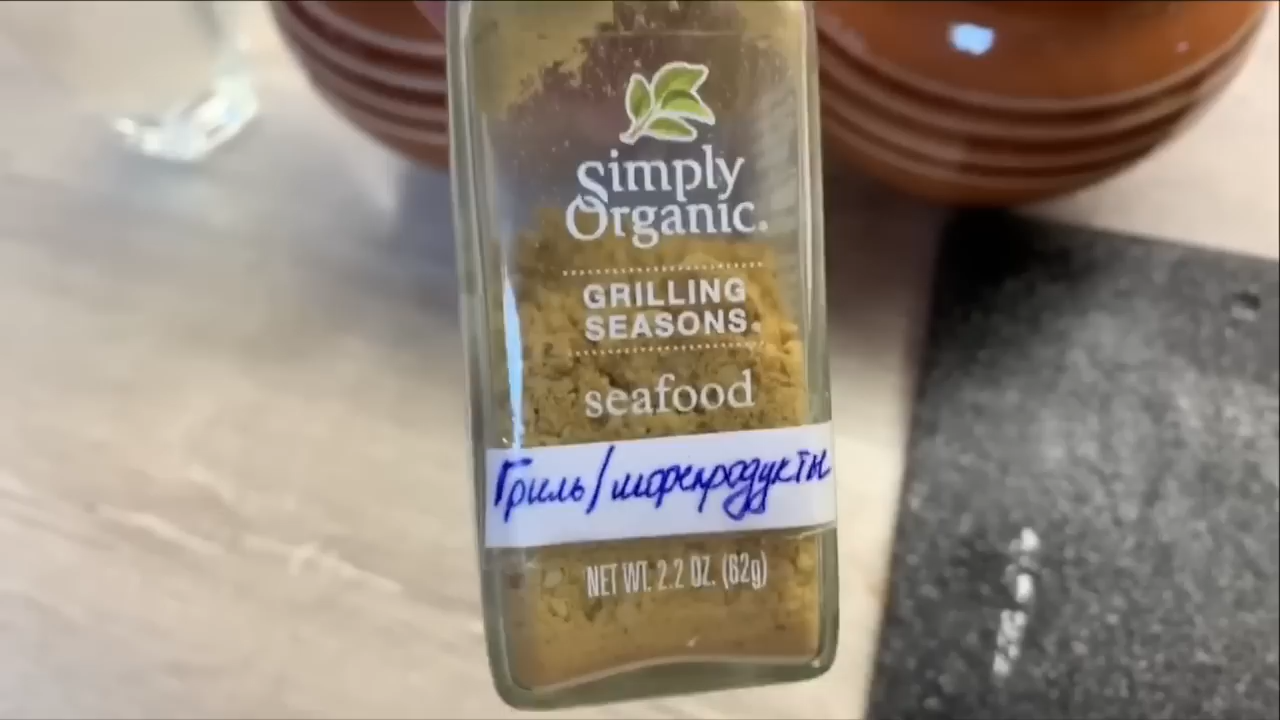 Simply
Organic.
GRILLING
SEASONS.
seafood
Гриль/морепродукты
NET WT. 2.2 OZ. (62g)